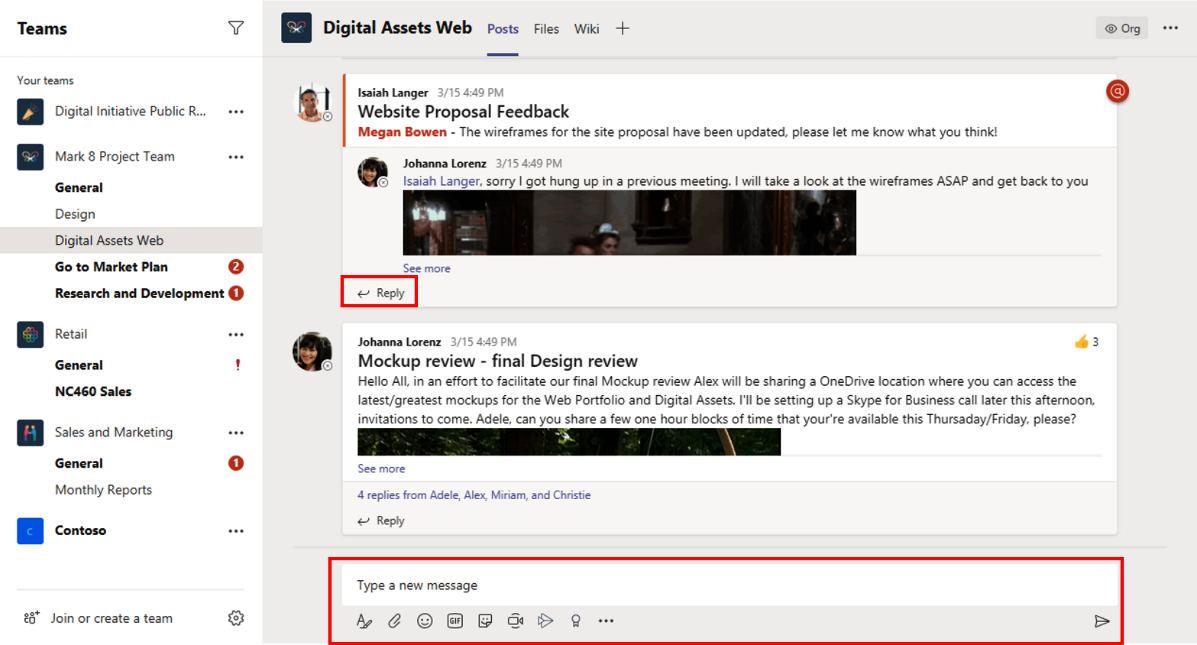 Teams
Your teams
Digital Initiative Public R...
Mark 8 Project Team
General
Design
Digital Assets Web
Go to Market Plan 2
Research and Development 1
Retail
General !
NC460 Sales
Sales and Marketing
General 1
Monthly Reports
C Contoso
Join or create a team
Digital Assets Web Posts Files Wiki + Org
Isaiah Langer 3/15 4:49 PM @
Website Proposal Feedback
Megan Bowen - The wireframes for the site proposal have been updated, please let me know what you think!
Johanna Lorenz 3/15 4:49 PM
Isaiah Langer, sorry I got hung up in a previous meeting. I will take a look at the wireframes ASAP and get back to you
See more
Reply
Johanna Lorenz 3/15 4:49 PM 3
Mockup review - final Design review
Hello All, in an effort to facilitate our final Mockup review Alex will be sharing a OneDrive location where you can access the
latest/greatest mockups for the Web Portfolio and Digital Assets. I'll be setting up a Skype for Business call later this afternoon,
invitations to come. Adele, can you share a few one hour blocks of time that your're available this Thursaday/Friday, please?
See more
4 replies from Adele, Alex, Miriam, and Christie
Reply
Type a new message
GIF